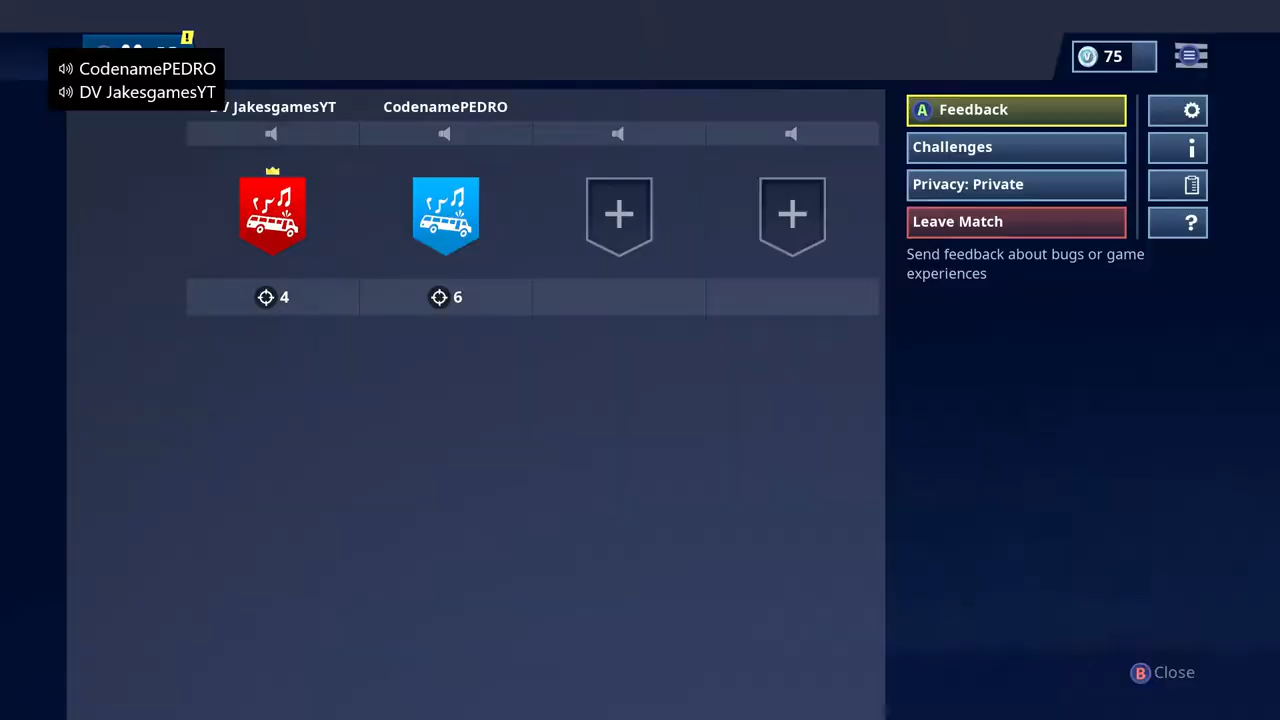 !
CodenamePEDRO
DV JakesgamesYT
75
JakesgamesYT
CodenamePEDRO
A Feedback
Challenges
Privacy: Private
Leave Match
?
Send feedback about bugs or game
experiences
4
6
B Close